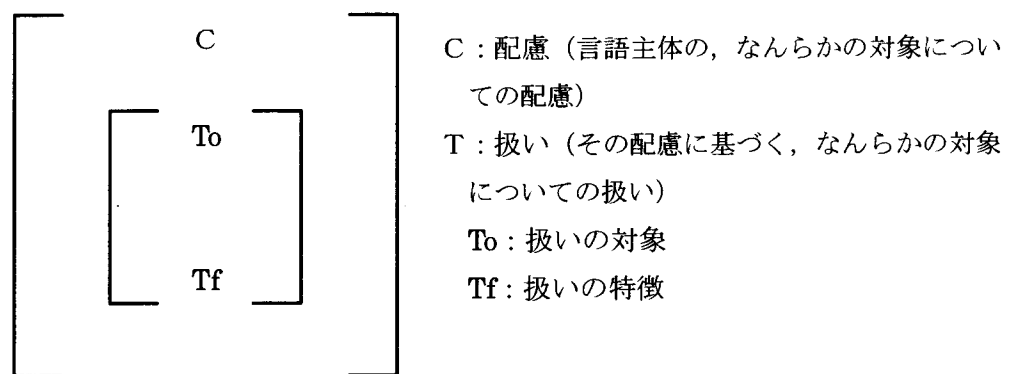 C
To
Tf
C:配慮(言語主体の,なんらかの対象につい
ての配慮)
T:扱い(その配慮に基づく,なんらかの対象
についての扱い)
To:扱いの対象
Tf:扱いの特徴